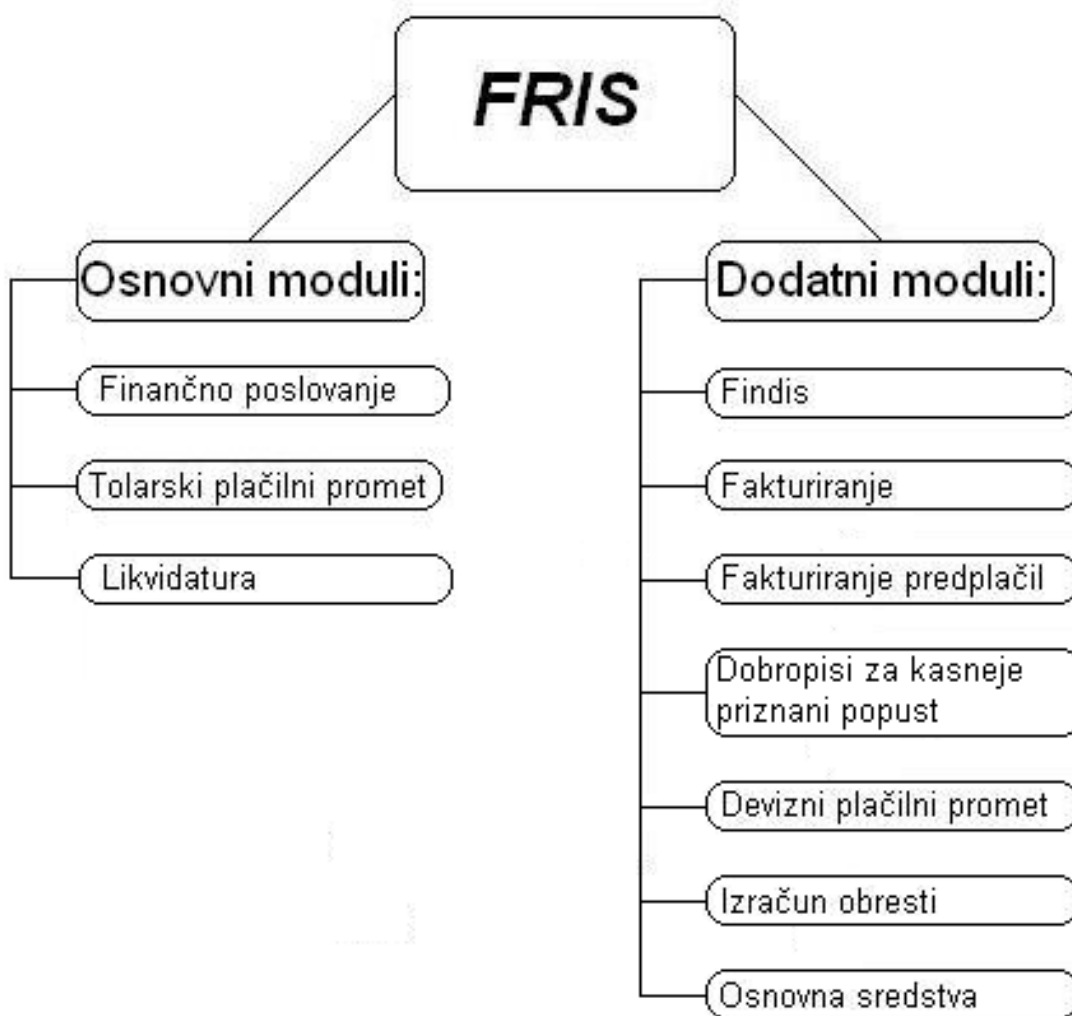 FRIS
Osnovni moduli:
Finančno poslovanje
Tolarski plačilni promet
Likvidatura
Dodatni moduli:
Findis
Fakturiranje
Fakturiranje predplačil
Dobropisi za kasneje
priznani popust
Devizni plačilni promet
Izračun obresti
Osnovna sredstva